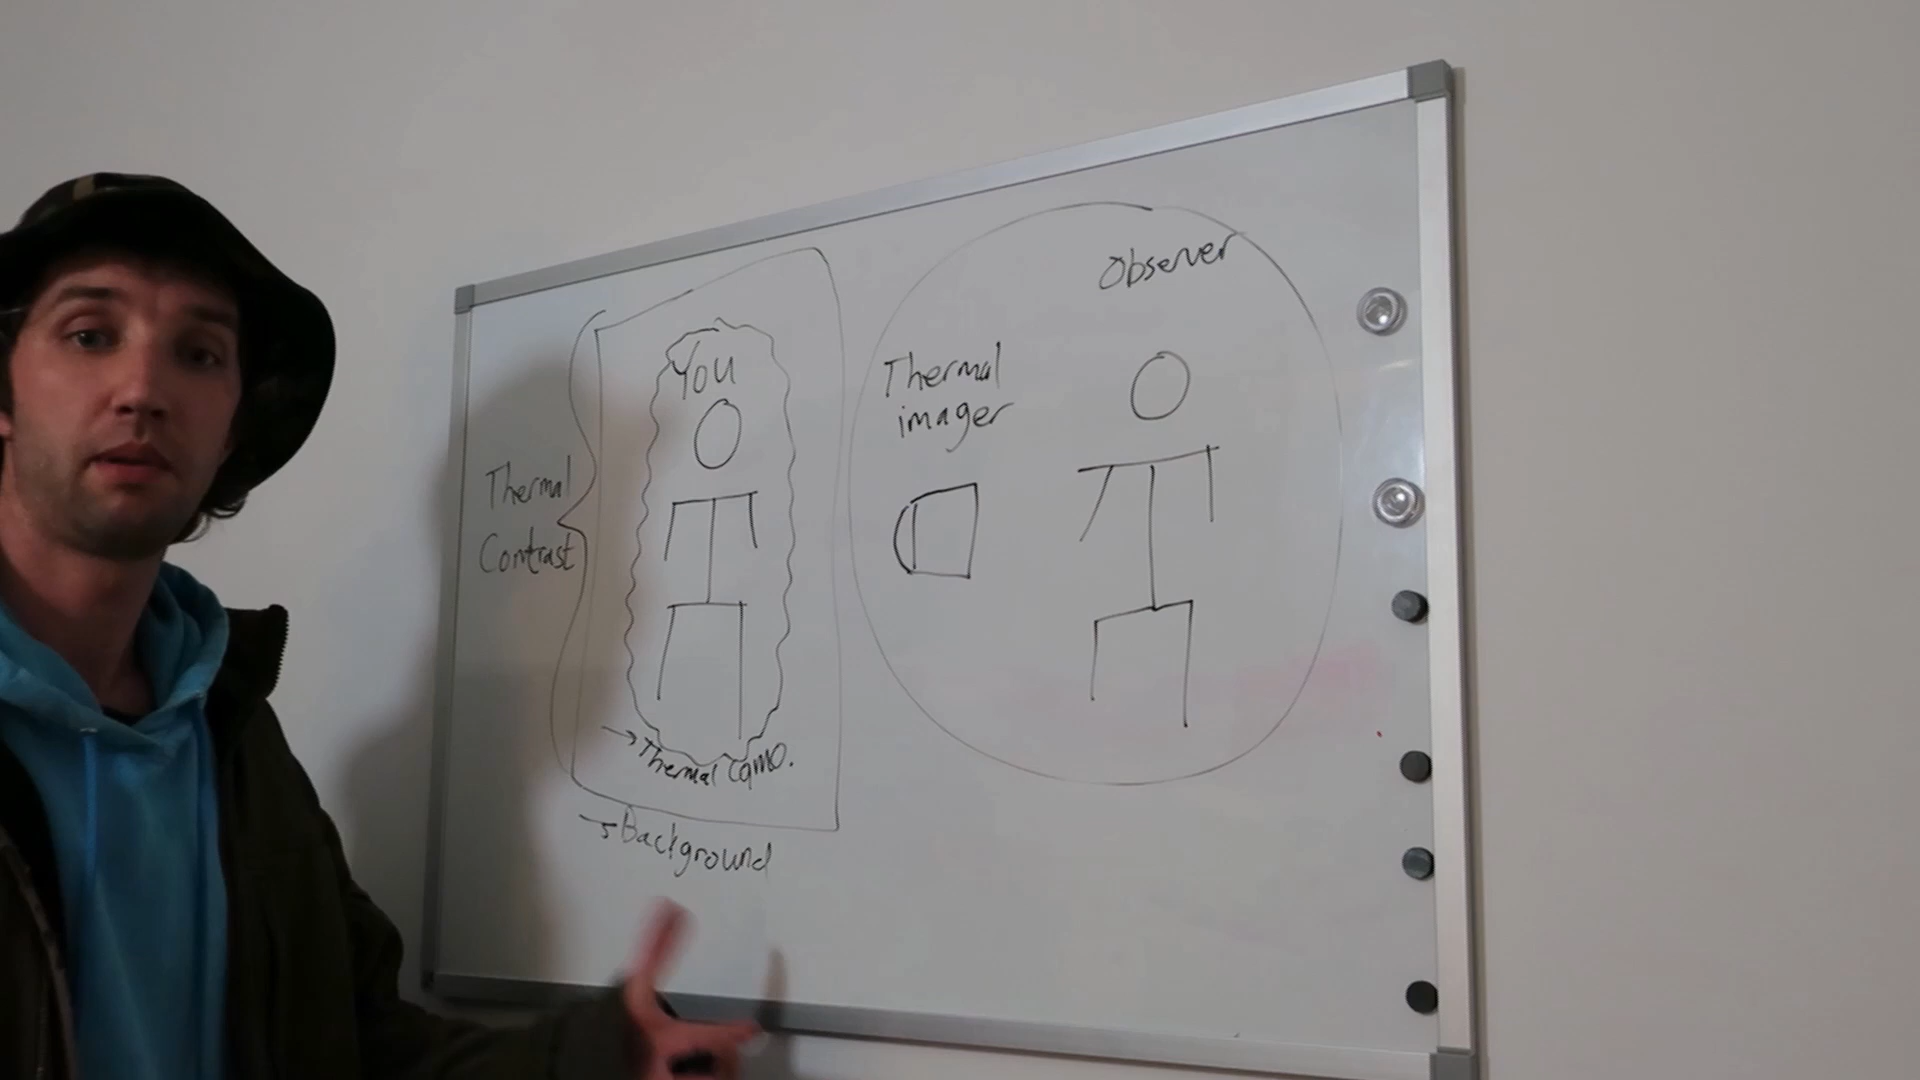 Observer
You
Thermal
imager
Thermal
Contrast
Thermal Camo.
Background